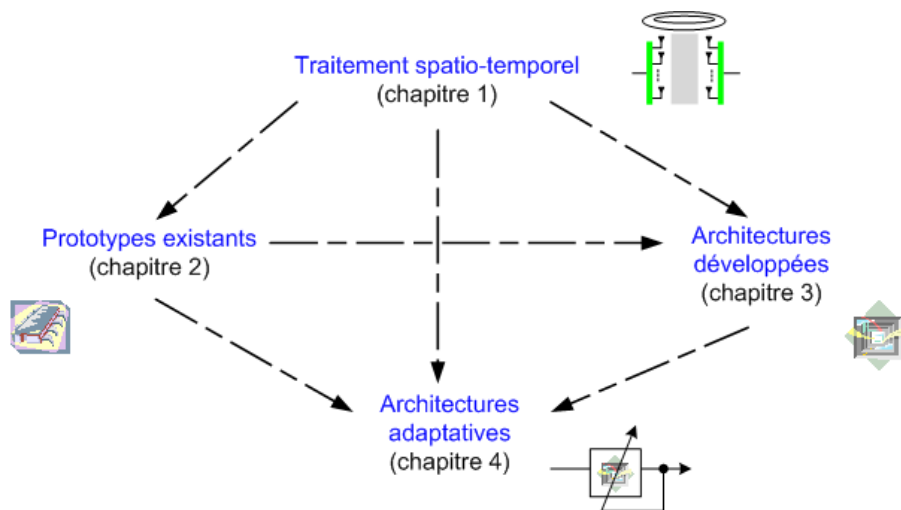 Traitement spatio-temporel
(chapitre 1)
Prototypes existants
(chapitre 2)
Architectures
développées
(chapitre 3)
Architectures
adaptatives
(chapitre 4)